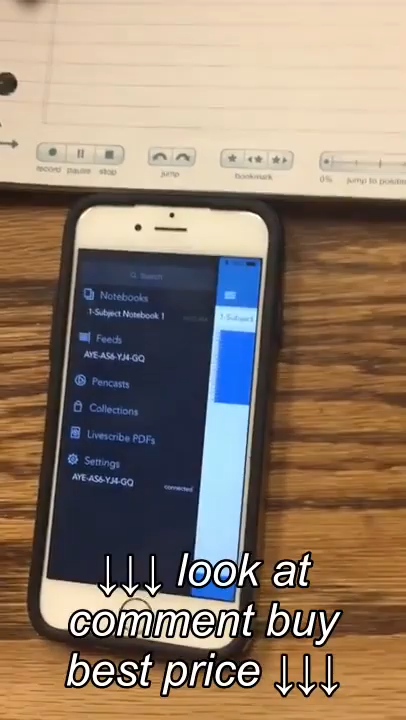 record pause stop
jump
bookmark
0% jump to position
Search
Notebooks
1-Subject Notebook 1
1-Subject
Feeds
AYE-AS6-YJ4-GQ
Pencasts
Collections
Livescribe PDFs
Settings
AYE-AS6-YJ4-GQ
connected
↓↓↓ look at
comment buy
best price ↓↓↓